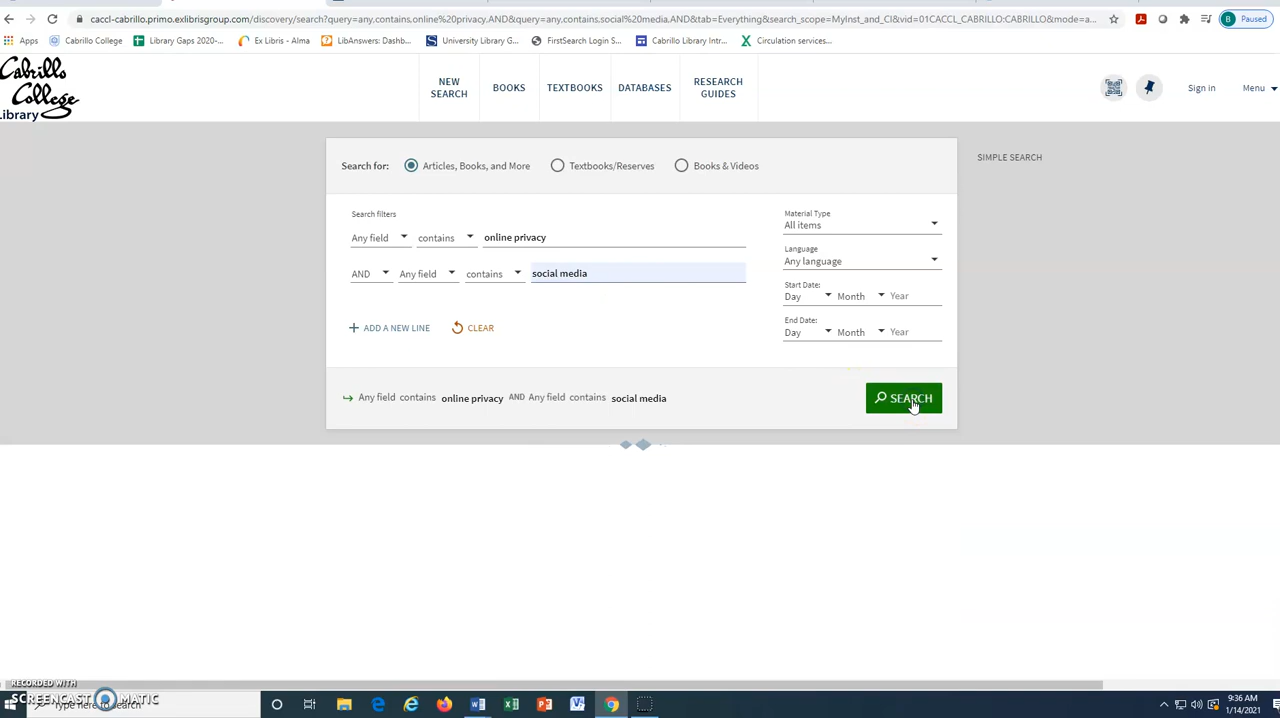 caccl-cabrillo.primo.exlibrisgroup.com/discovery/search?query=any,contains,online%20privacy,AND&query=any,contains,social%20media,AND&tab=Everything&search_scope=MyInst_and_CI&vid=01CACCL_CABRILLO:CABRILLO&mode=a...
B Paused
Apps Cabrillo College Library Gaps 2020-... Ex Libris - Alma LibAnswers: Dashb... University Library G... FirstSearch Login S... Cabrillo Library Intr... Circulation services...
Cabrillo
College
Library
NEW
SEARCH
BOOKS
TEXTBOOKS
DATABASES
RESEARCH
GUIDES
Sign in
Menu
Search for: Articles, Books, and More Textbooks/Reserves Books & Videos
SIMPLE SEARCH
Search filters
Any field contains online privacy
AND Any field contains social media
+ ADD A NEW LINE CLEAR
Material Type
All items
Language
Any language
Start Date:
Day Month Year
End Date:
Day Month Year
Any field contains online privacy AND Any field contains social media
SEARCH
RECORDED WITH
SCREENCAST MATIC
Type here to search
9:36 AM
1/14/2021